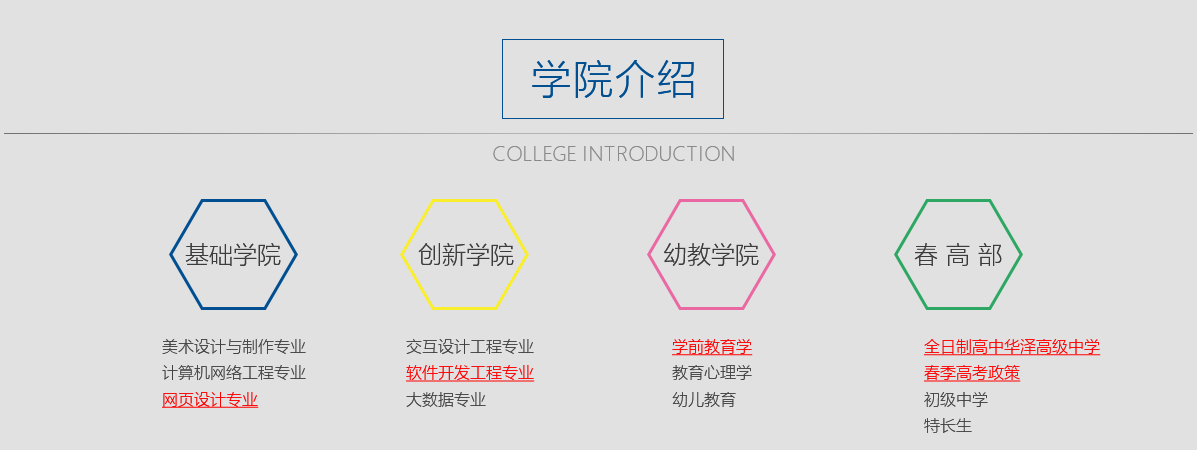 学院介绍
COLLEGE INTRODUCTION
基础学院
美术设计与制作专业
计算机网络工程专业
网页设计专业
创新学院
交互设计工程专业
软件开发工程专业
大数据专业
幼教学院
学前教育学
教育心理学
幼儿教育
春 高 部
全日制高中华泽高级中学
春季高考政策
初级中学
特长生